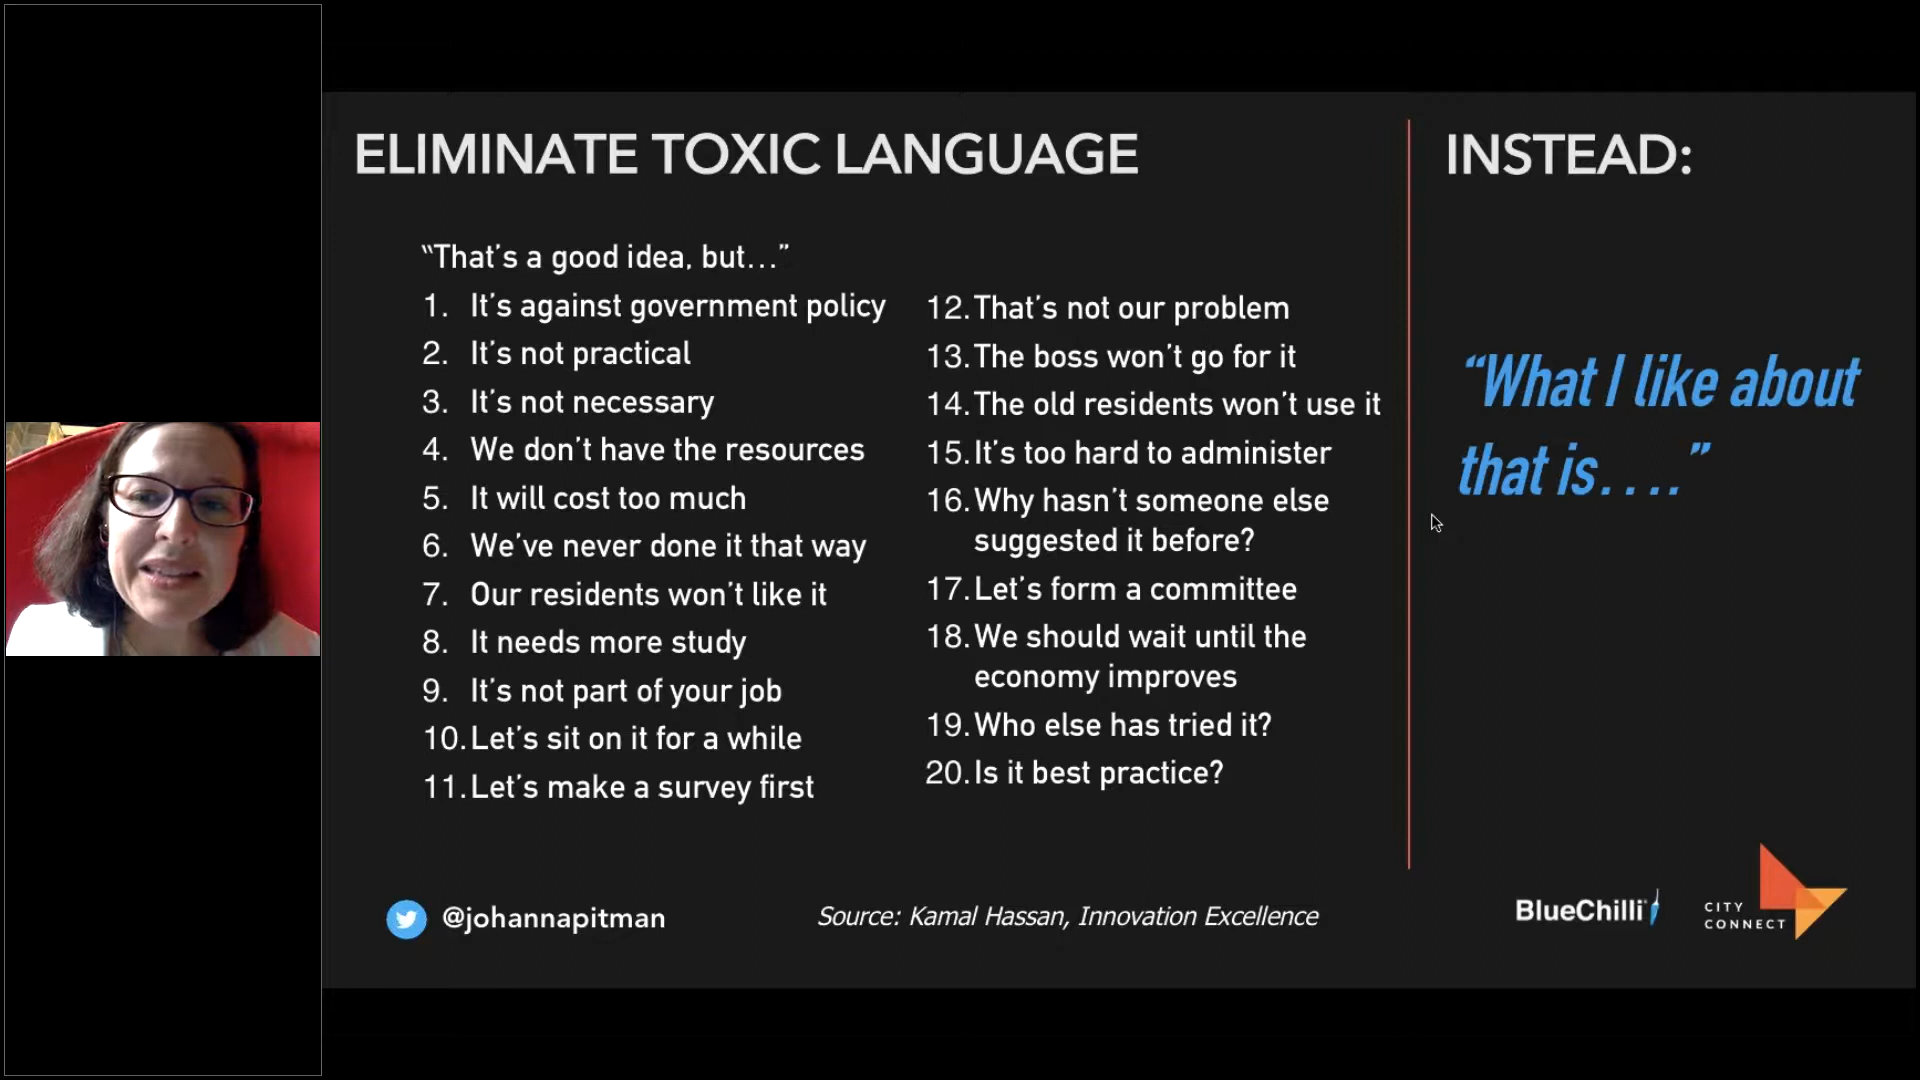 ELIMINATE TOXIC LANGUAGE
“That’s a good idea, but...”
1. It’s against government policy
2. It’s not practical
3. It’s not necessary
4. We don’t have the resources
5. It will cost too much
6. We’ve never done it that way
7. Our residents won’t like it
8. It needs more study
9. It’s not part of your job
10. Let’s sit on it for a while
11. Let’s make a survey first
12. That’s not our problem
13. The boss won’t go for it
14. The old residents won’t use it
15. It’s too hard to administer
16. Why hasn’t someone else
suggested it before?
17. Let’s form a committee
18. We should wait until the
economy improves
19. Who else has tried it?
20. Is it best practice?
INSTEAD:
“What I like about
that is....”
@johannapitman
Source: Kamal Hassan, Innovation Excellence
BlueChilli
CITY
CONNECT